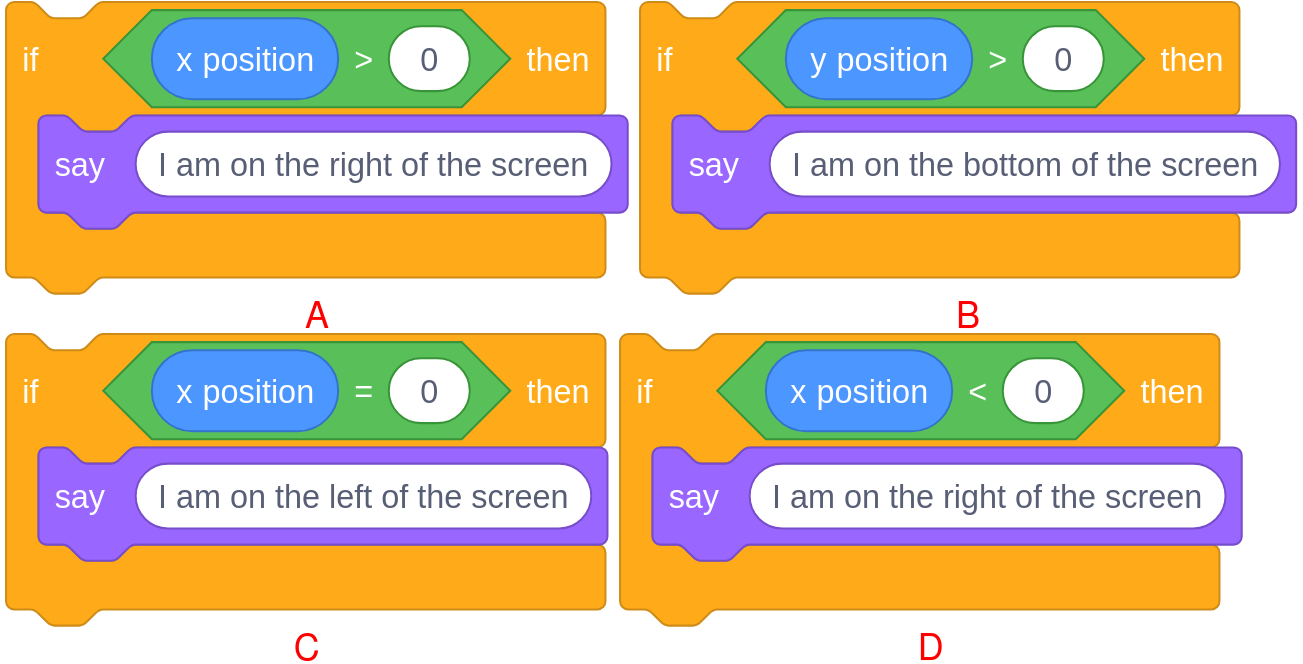 if x position > 0 then
say I am on the right of the screen
A
if y position > 0 then
say I am on the bottom of the screen
B
if x position = 0 then
say I am on the left of the screen
C
if x position < 0 then
say I am on the right of the screen
D